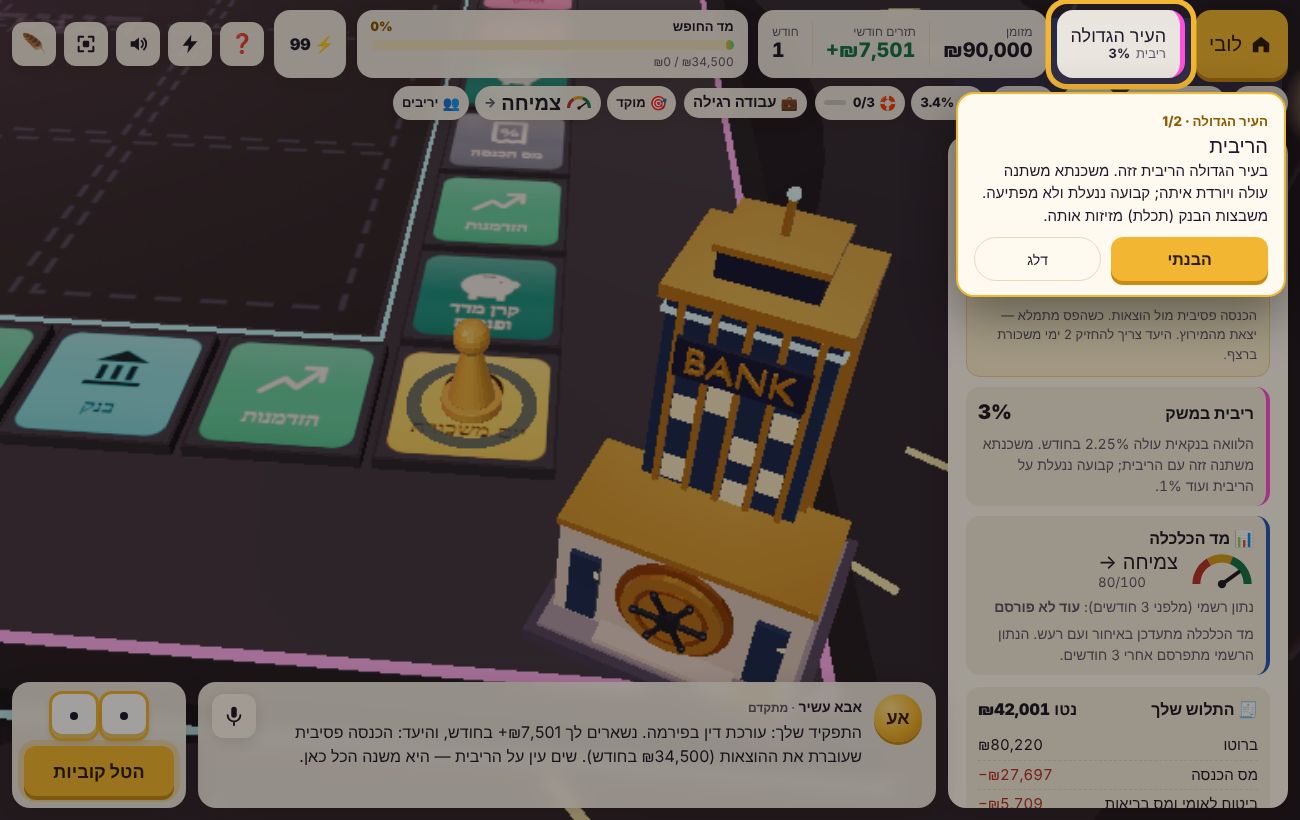 לובי
העיר הגדולה
ריבית 3%
מזומן
₪90,000
תזרים חודשי
+₪7,501
חודש
1
מד החופש
0%
₪0 / ₪34,500
⚡ 99
❓
3.4%
🛟 0/3
💼 עבודה רגילה
🎯 מוקד
צמיחה →
👥 יריבים
העיר הגדולה · 1/2
הריבית
בעיר הגדולה הריבית זזה. משכנתא משתנה
עולה ויורדת איתה; קבועה ננעלת ולא מפתיעה.
משבצות הבנק (תכלת) מזיזות אותה.
הבנתי
דלג
הכנסה פסיבית מול הוצאות. כשהפס מתמלא —
יצאת מהמירוץ. היעד צריך להחזיק 2 ימי משכורת
ברצף.
ריבית במשק
3%
הלוואה בנקאית עולה 2.25% בחודש. משכנתא
משתנה זזה עם הריבית; קבועה ננעלת על
הריבית ועוד 1%.
📊 מד הכלכלה
צמיחה →
80/100
נתון רשמי (מלפני 3 חודשים): עוד לא פורסם
מד הכלכלה מתעדכן באיחור ועם רעש. הנתון
הרשמי מתפרסם אחרי 3 חודשים.
🧾 התלוש שלך
נטו ₪42,001
ברוטו
₪80,220
מס הכנסה
−₪27,697
ביטוח לאומי ומס בריאות
−₪5,709
מס הכנסה
הזדמנות
קרן מדד
הזדמנות
בנק
BANK
אע
אבא עשיר · מתקדם
התפקיד שלך: עורכת דין בפירמה. נשארים לך ₪7,501+ בחודש, והיעד: הכנסה פסיבית
שעוברת את ההוצאות (₪34,500 בחודש). שים עין על הריבית — היא משנה הכל כאן.
הטל קוביות